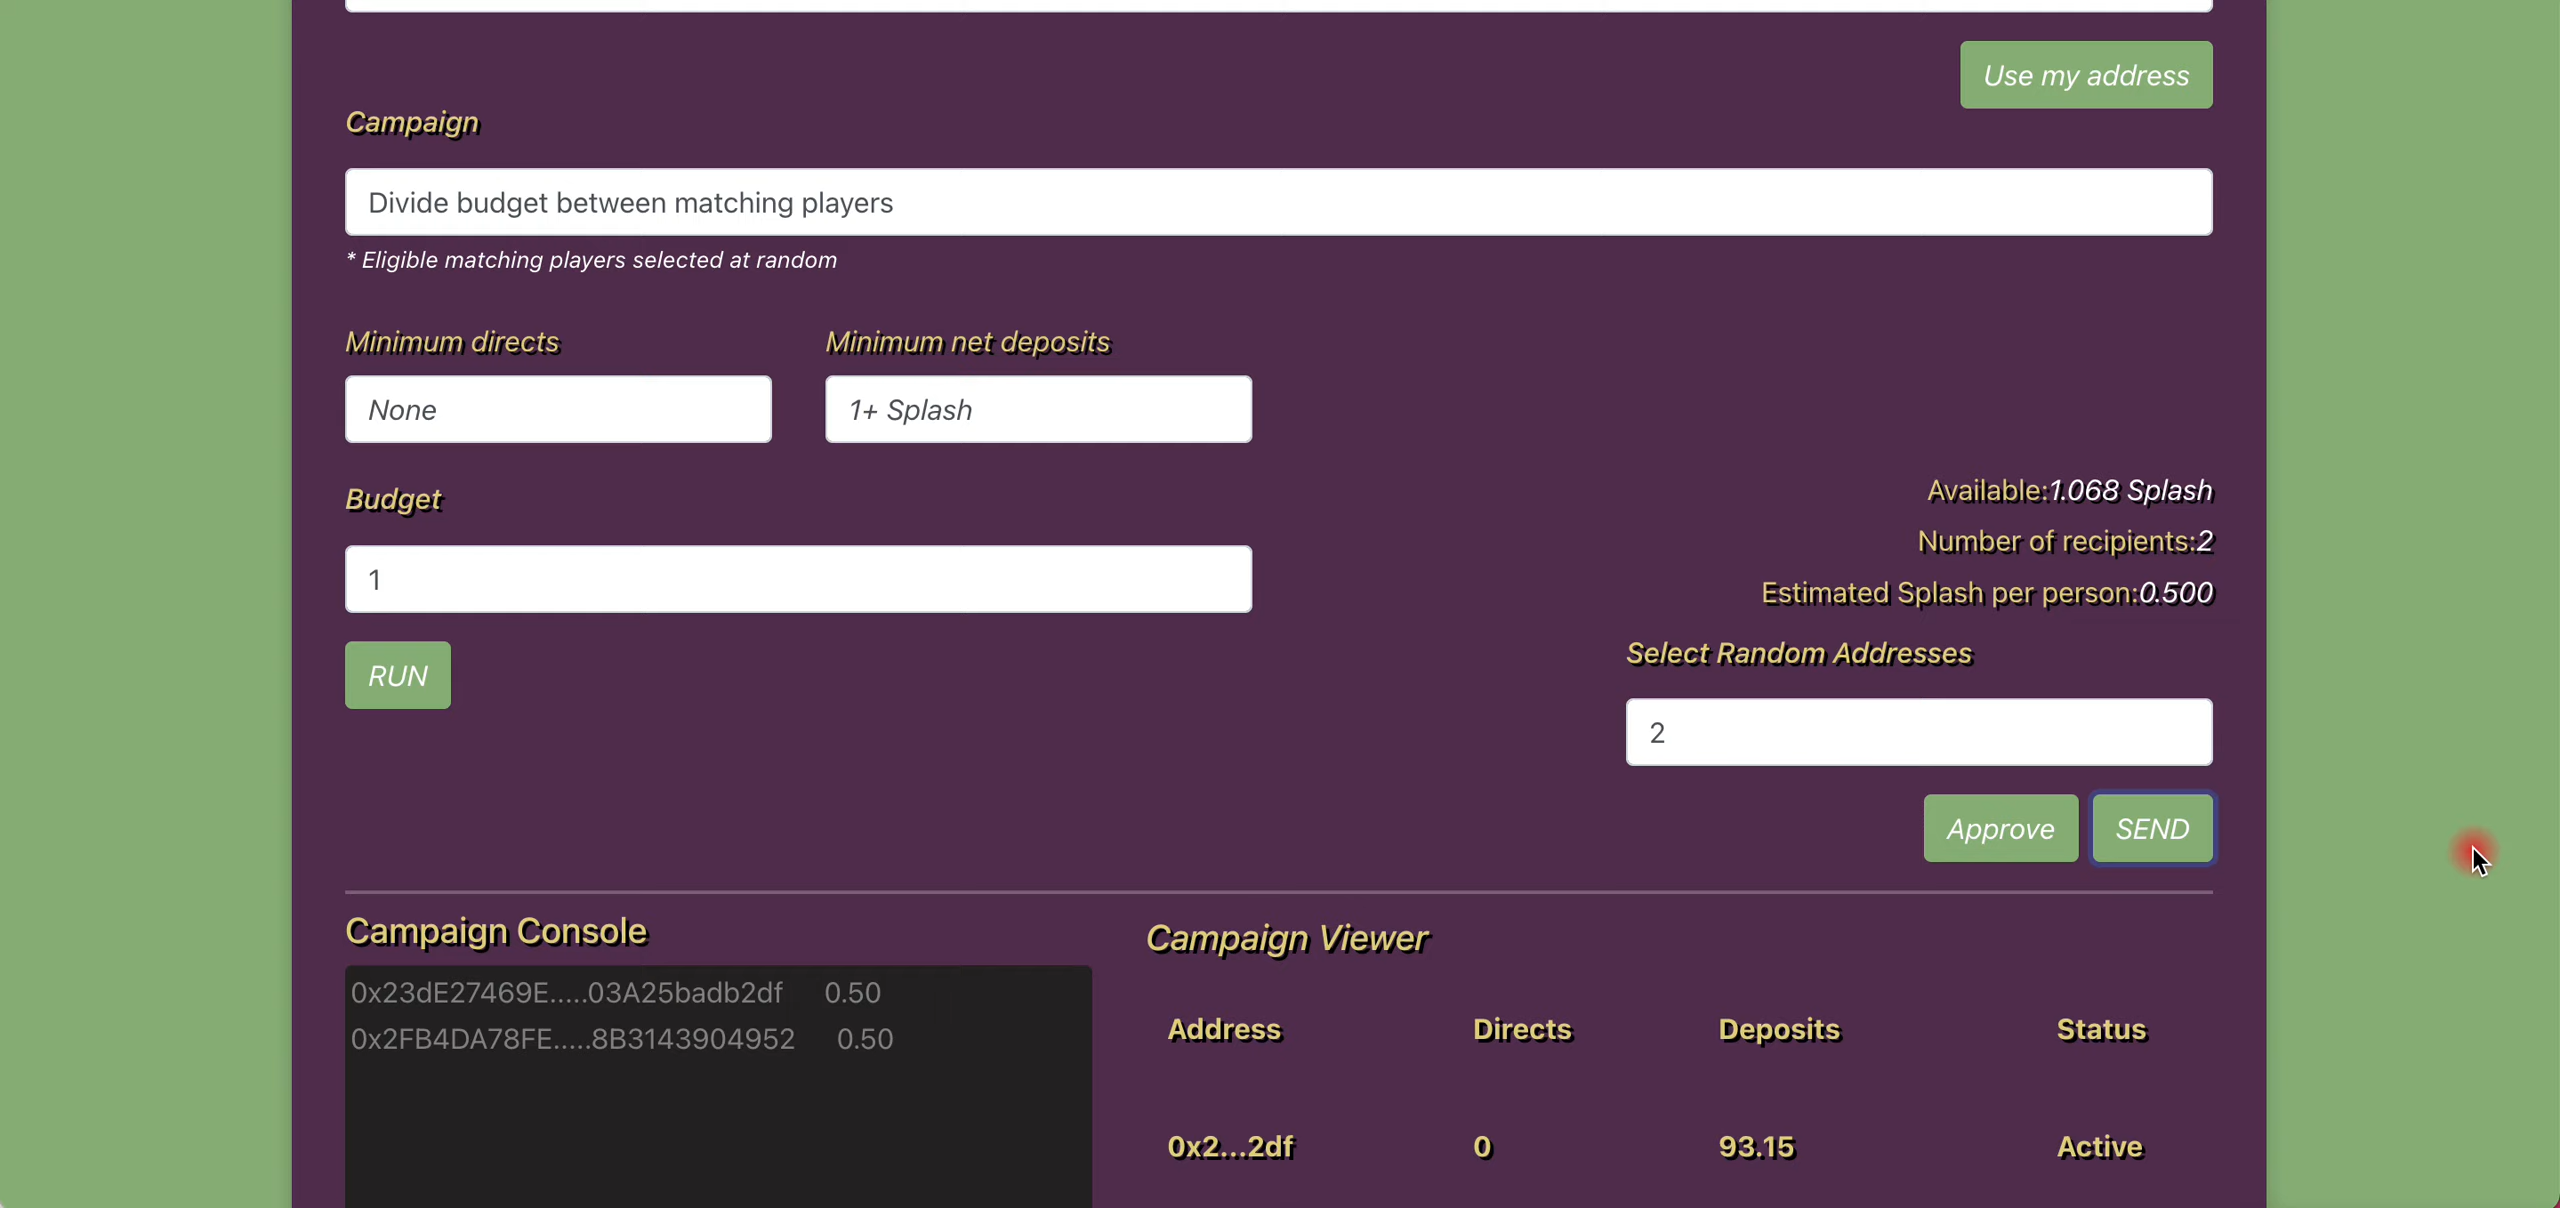 Use my address
Campaign
Divide budget between matching players
* Eligible matching players selected at random
Minimum directs
Minimum net deposits
None
1+ Splash
Budget
1
Available:1.068 Splash
Number of recipients:2
Estimated Splash per person:0.500
RUN
Select Random Addresses
2
Approve
SEND
Campaign Console
0x23dE27469E.....03A25badb2df 0.50
0x2FB4DA78FE.....8B3143904952 0.50
Campaign Viewer
Address Directs Deposits Status
0x2...2df 0 93.15 Active